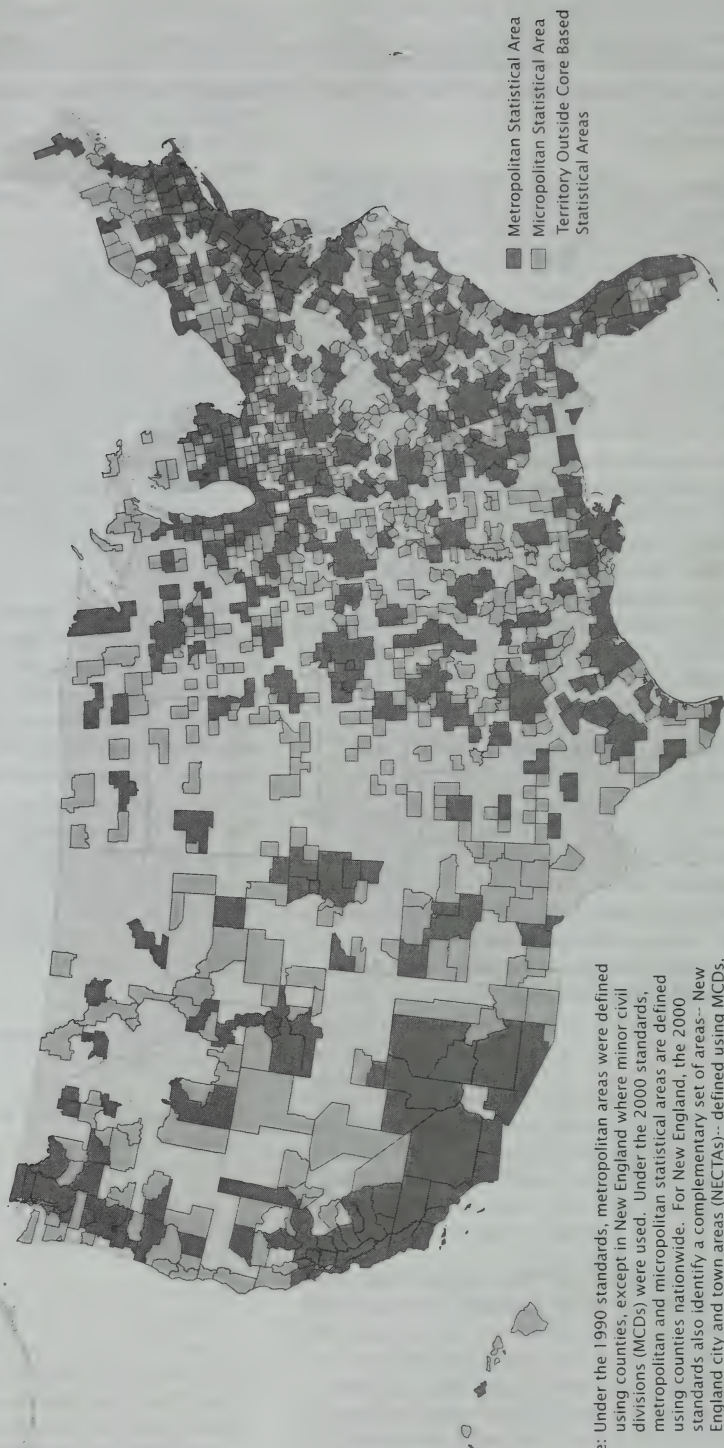 Metropolitan Statistical Area
Micropolitan Statistical Area
Territory Outside Core Based
Statistical Areas
e: Under the 1990 standards, metropolitan areas were defined
using counties, except in New England where minor civil
divisions (MCDs) were used. Under the 2000 standards,
metropolitan and micropolitan statistical areas are defined
using counties nationwide. For New England, the 2000
standards also identify a complementary set of areas-- New
England city and town areas (NECTAs)-- defined using MCDs.